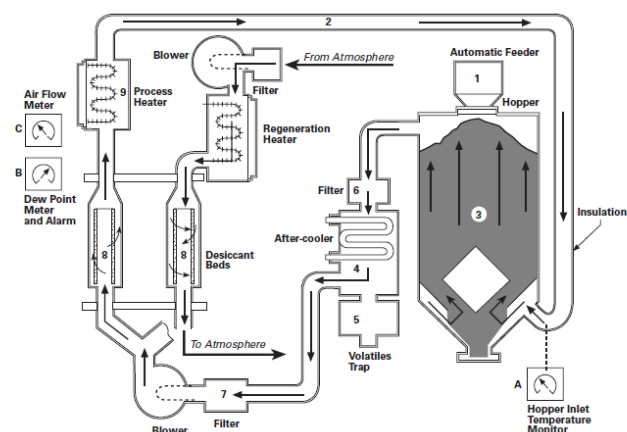 2
Blower
From Atmosphere
Automatic Feeder
1
9
Process
Heater
Filter
Hopper
Air Flow
Meter
C
Regeneration
Heater
B
Dew Point
Meter
and Alarm
Filter
6
3
Insulation
After-cooler
8
8
Desiccant
Beds
4
5
To Atmosphere
Volatiles
Trap
7
A
Filter
Blower
Hopper Inlet
Temperature
Monitor